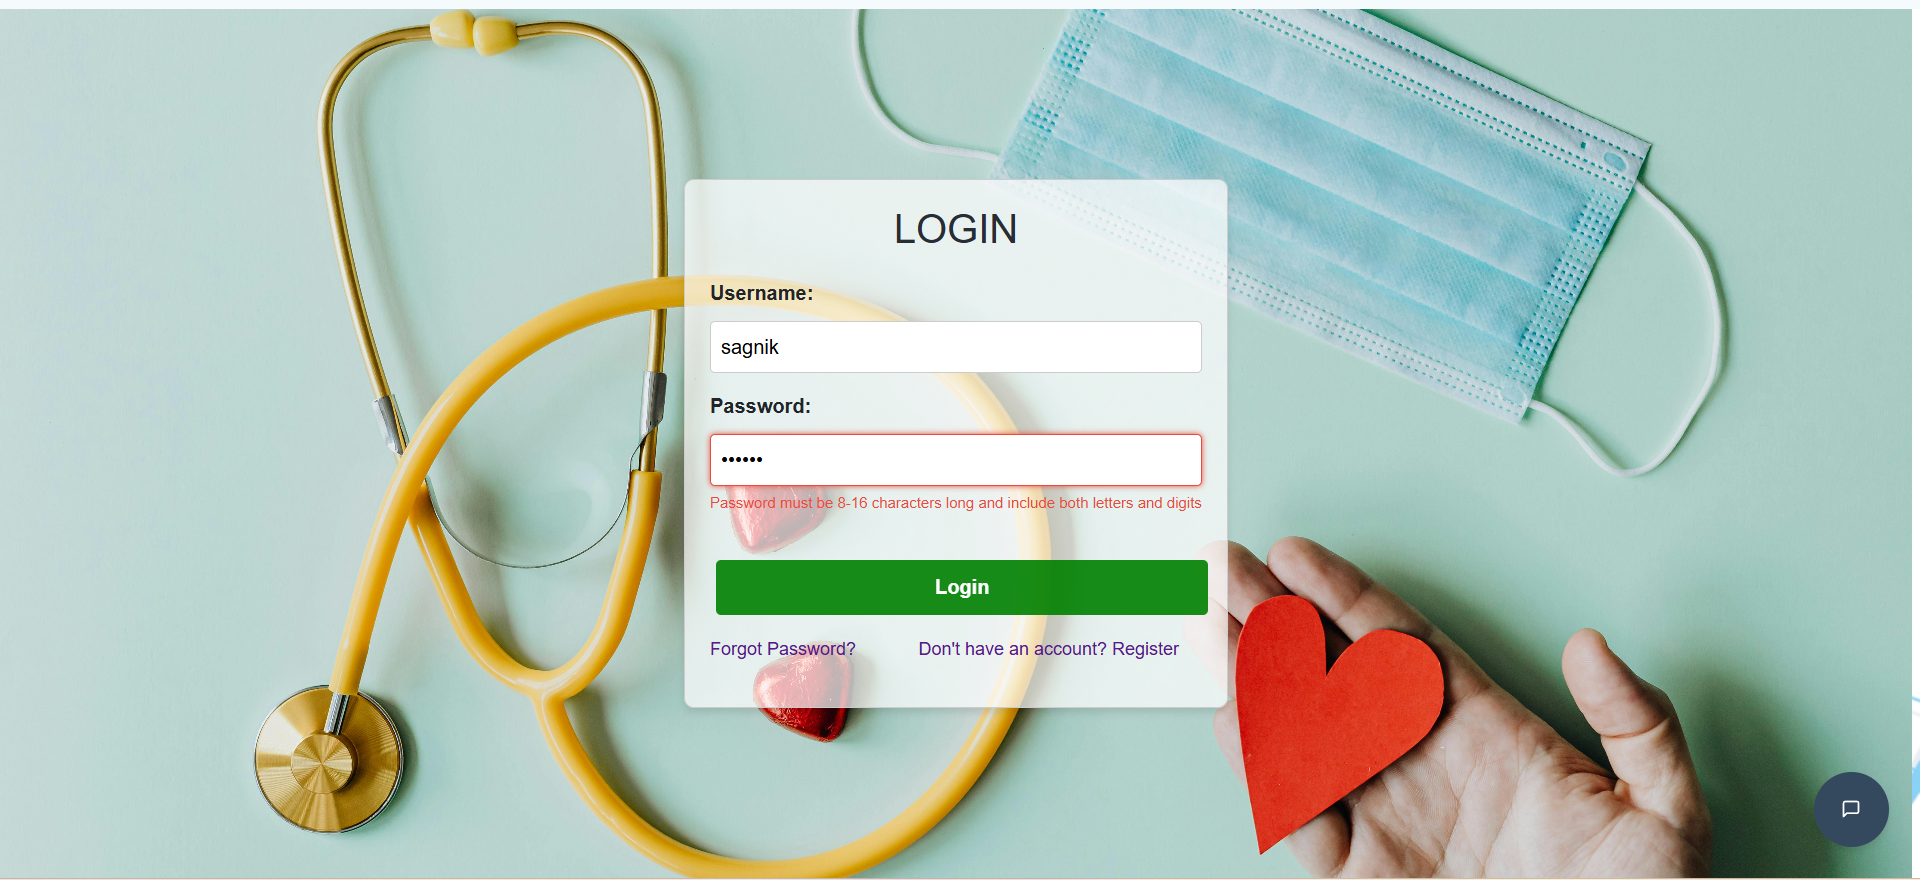 LOGIN
Username:
sagnik
Password:
••••••
Password must be 8-16 characters long and include both letters and digits
Login
Forgot Password? Don't have an account? Register